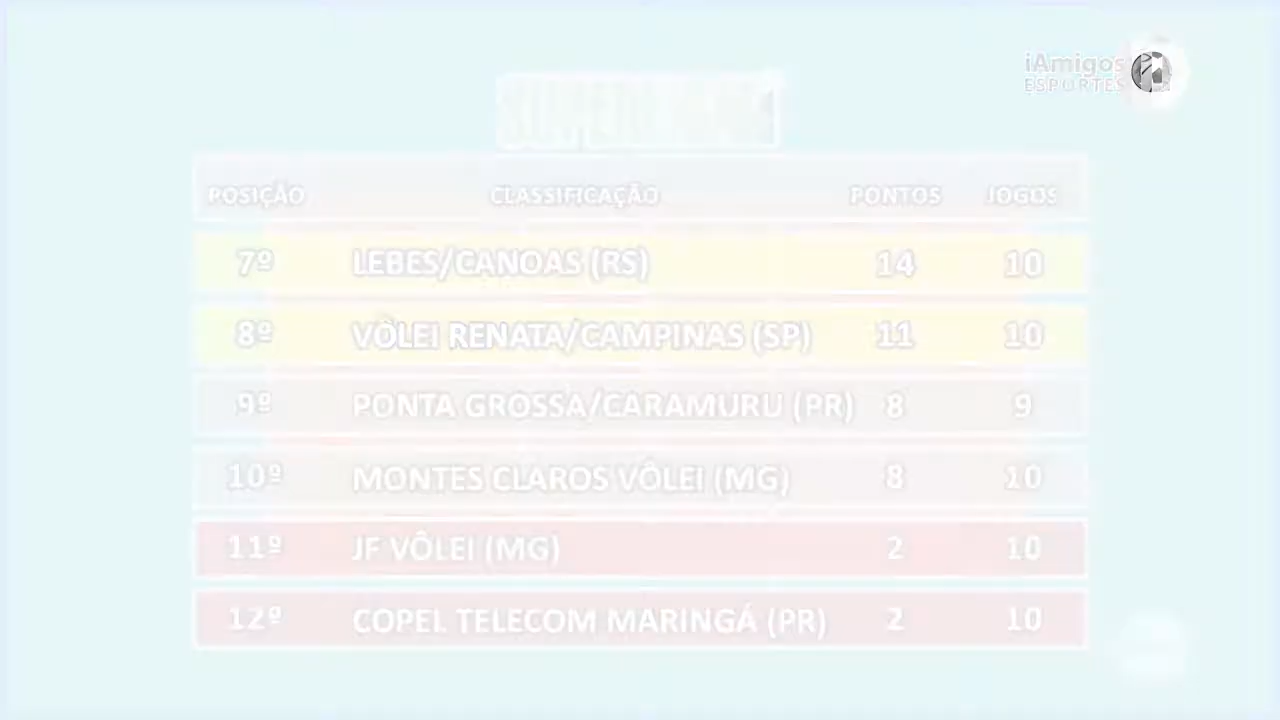 iAmigos
ESPORTES
POSIÇÃO CLASSIFICAÇÃO PONTOS JOGOS
7º LEBES/CANOAS (RS) 14 10
8º VÔLEI RENATA/CAMPINAS (SP) 11 10
9º PONTA GROSSA/CARAMURU (PR) 8 9
10º MONTES CLAROS VÔLEI (MG) 8 10
11º JF VÔLEI (MG) 2 10
12º COPEL TELECOM MARINGÁ (PR) 2 10